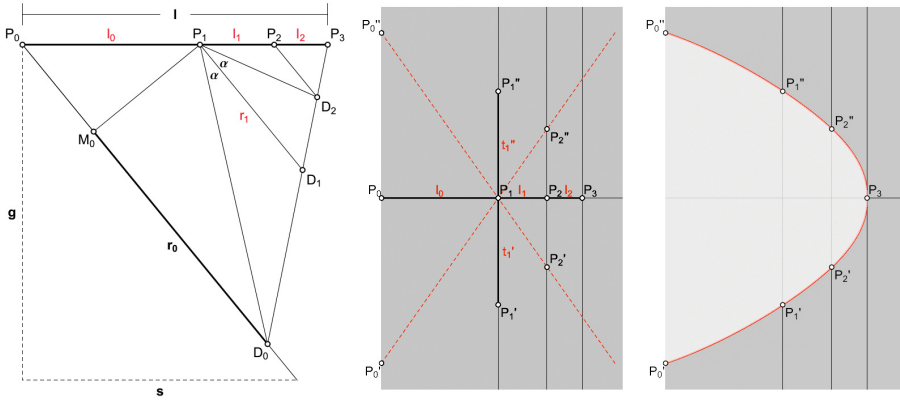 l
P₀ l₀ P₁ l₁ P₂ l₂ P₃
α
α
D₂
r₁
M₀
D₁
g
r₀
D₀
s
P₀"
P₁"
P₂"
t₁"
P₀ l₀ P₁ l₁ P₂ l₂ P₃
P₂'
t₁'
P₁'
P₀'
P₀"
P₁"
P₂"
P₃
P₂'
P₁'
P₀'